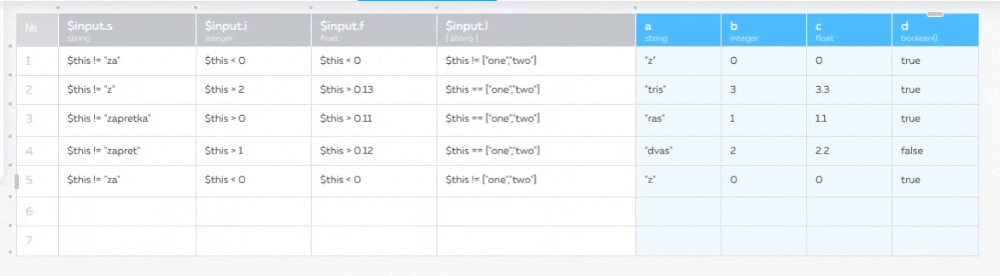 № $input.s $input.i $input.f $input.l a b c d
string integer float [ string ] string integer float boolean()
1 $this != "za" $this < 0 $this < 0 $this != ["one","two"] "z" 0 0 true
2 $this != "z" $this > 2 $this > 0.13 $this == ["one","two"] "tris" 3 3.3 true
3 $this != "zapretka" $this > 0 $this > 0.11 $this == ["one","two"] "ras" 1 1.1 true
4 $this != "zapret" $this > 1 $this > 0.12 $this == ["one","two"] "dvas" 2 2.2 false
5 $this != "za" $this < 0 $this < 0 $this != ["one","two"] "z" 0 0 true
6
7